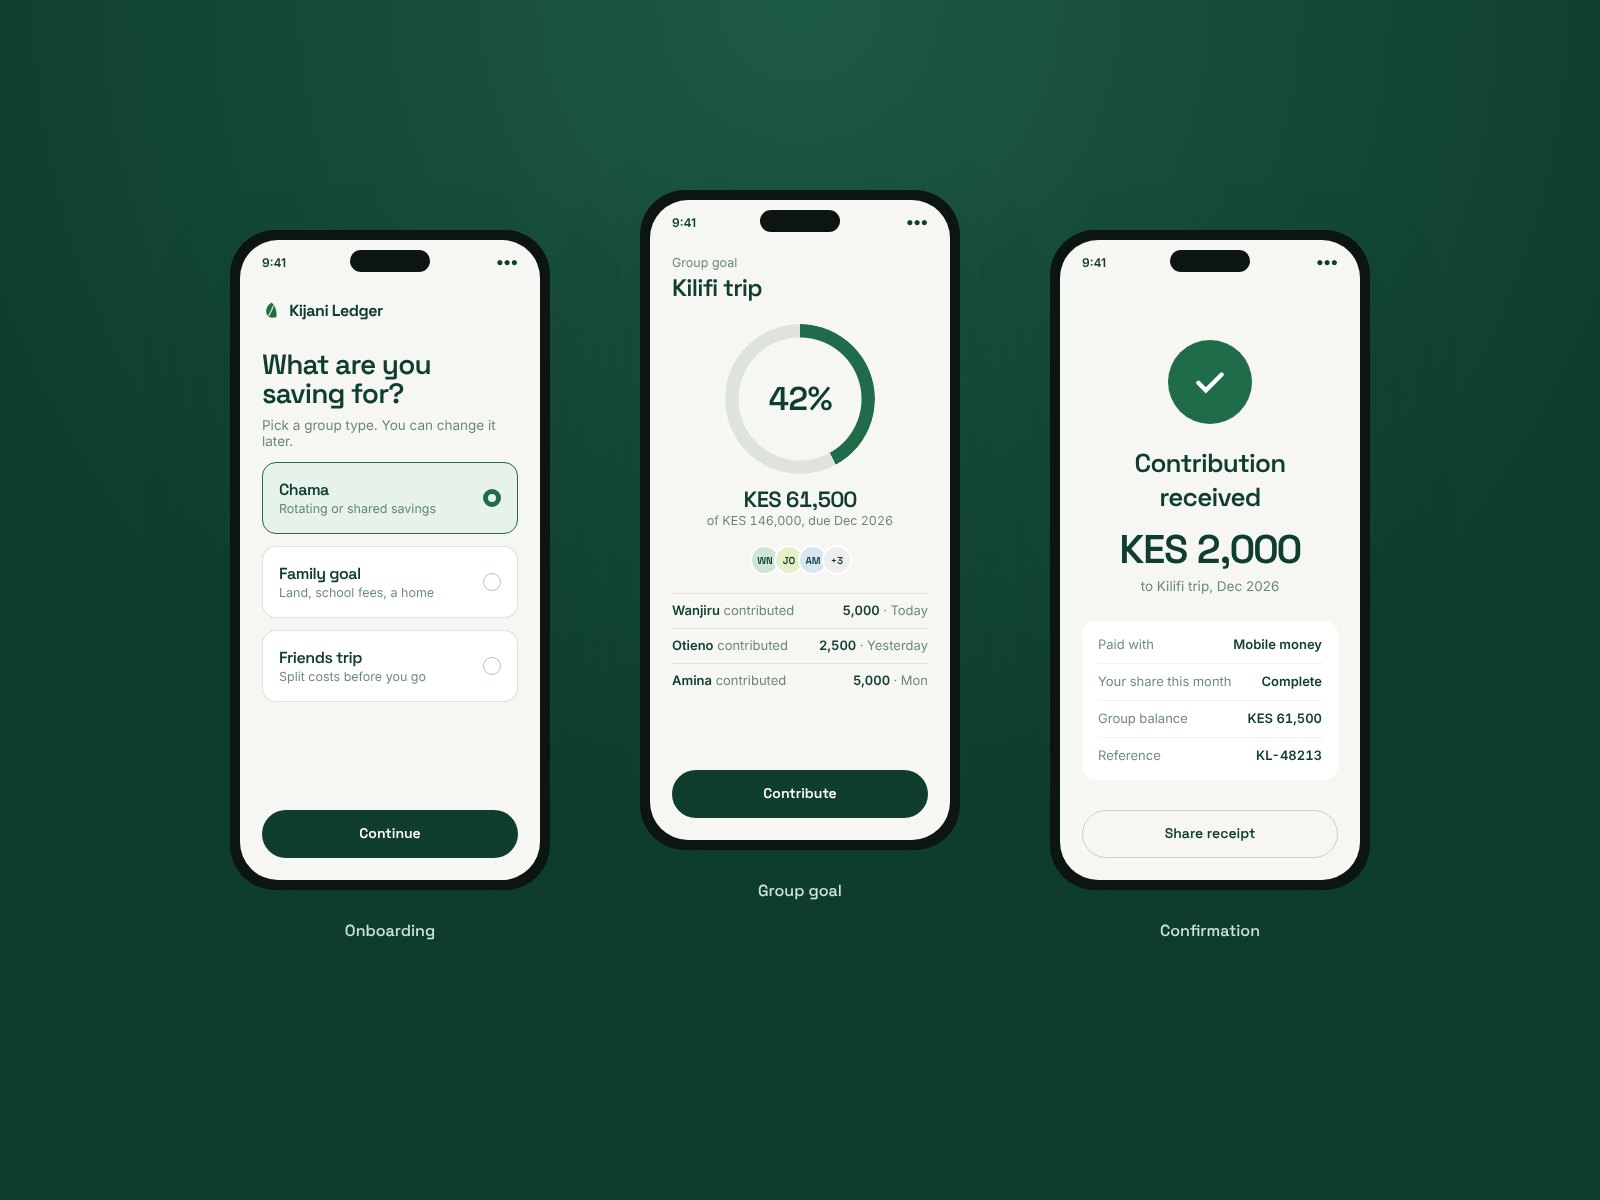 9:41
Kijani Ledger
What are you
saving for?
Pick a group type. You can change it
later.
Chama
Rotating or shared savings
Family goal
Land, school fees, a home
Friends trip
Split costs before you go
Continue
Onboarding
9:41
Group goal
Kilifi trip
42%
KES 61,500
of KES 146,000, due Dec 2026
WN JO AM +3
Wanjiru contributed 5,000 · Today
Otieno contributed 2,500 · Yesterday
Amina contributed 5,000 · Mon
Contribute
Group goal
9:41
Contribution
received
KES 2,000
to Kilifi trip, Dec 2026
Paid with Mobile money
Your share this month Complete
Group balance KES 61,500
Reference KL-48213
Share receipt
Confirmation